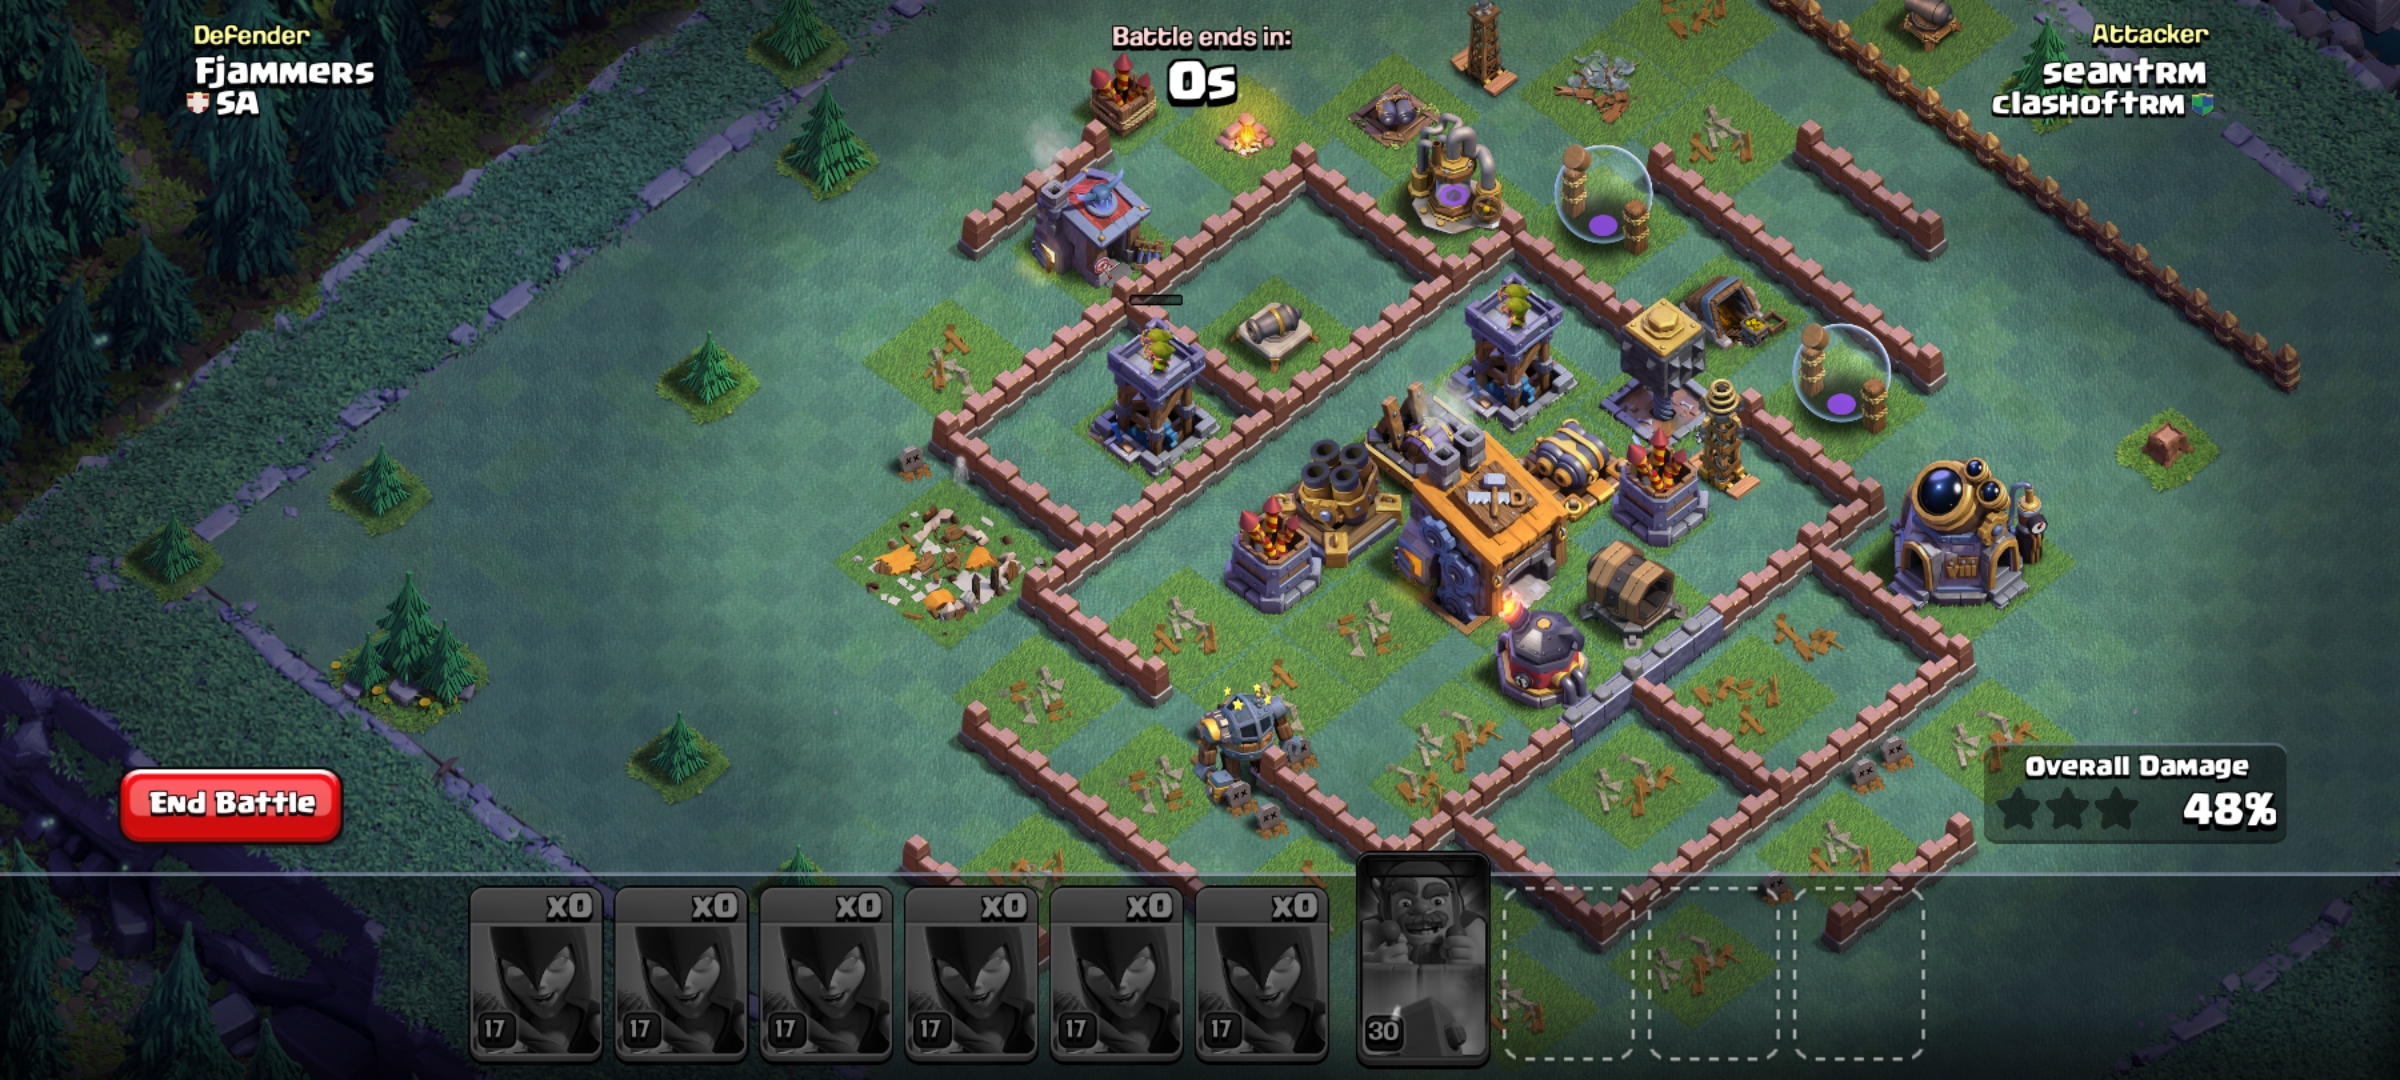 Defender
Fjammers
SA
Battle ends in:
0s
Attacker
seantRM
clashoftRM
End Battle
Overall Damage
48%
x0
x0
x0
x0
x0
x0
17
17
17
17
17
17
30